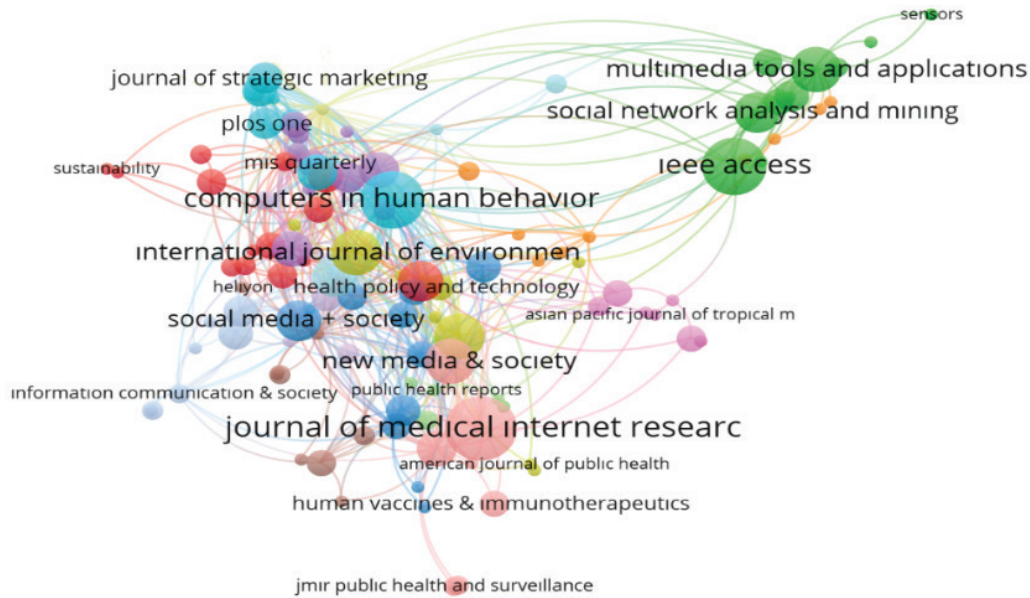 sensors
multimedia tools and applications
journal of strategic marketing
social network analysis and mining
plos one
mis quarterly
ieee access
sustainability
computers in human behavior
international journal of environmen
heliyon
health policy and technology
asian pacific journal of tropical m
social media + society
new media & society
information communication & society
public health reports
journal of medical internet researc
american journal of public health
human vaccines & immunotherapeutics
jmir public health and surveillance